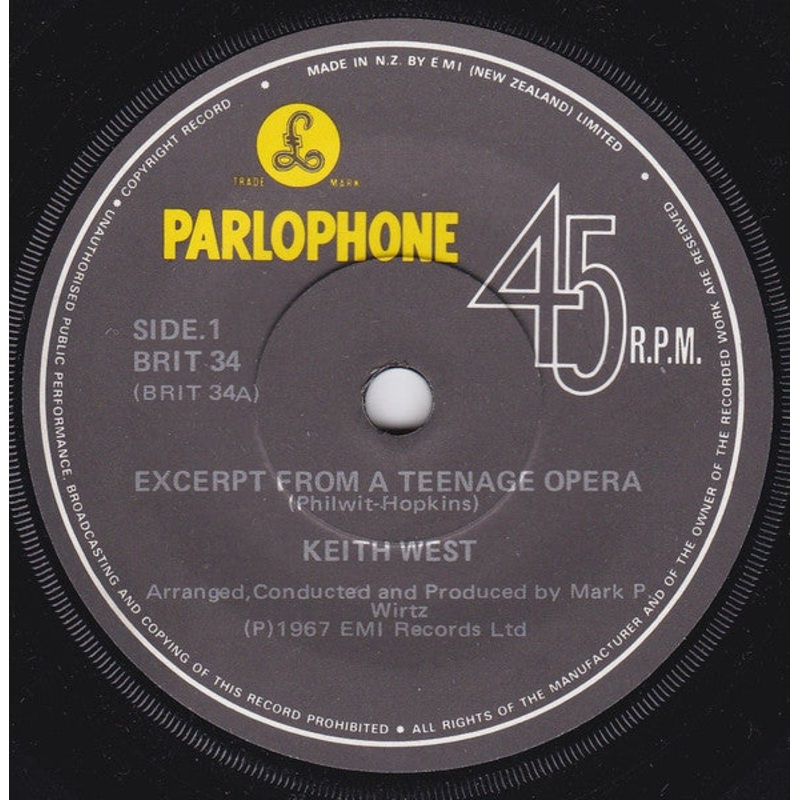 UNAUTHORISED PUBLIC PERFORMANCE. BROADCASTING AND COPYING OF THIS RECORD PROHIBITED • ALL RIGHTS OF THE MANUFACTURER AND OF THE OWNER OF THE RECORDED WORK ARE RESERVED
• COPYRIGHT RECORD • MADE IN N.Z. BY EMI (NEW ZEALAND) LIMITED •
£
TRADE MARK
PARLOPHONE
45 R.P.M.
SIDE.1
BRIT 34
(BRIT 34A)
EXCERPT FROM A TEENAGE OPERA
(Philwit-Hopkins)
KEITH WEST
Arranged,Conducted and Produced by Mark P.
Wirtz
(P)1967 EMI Records Ltd